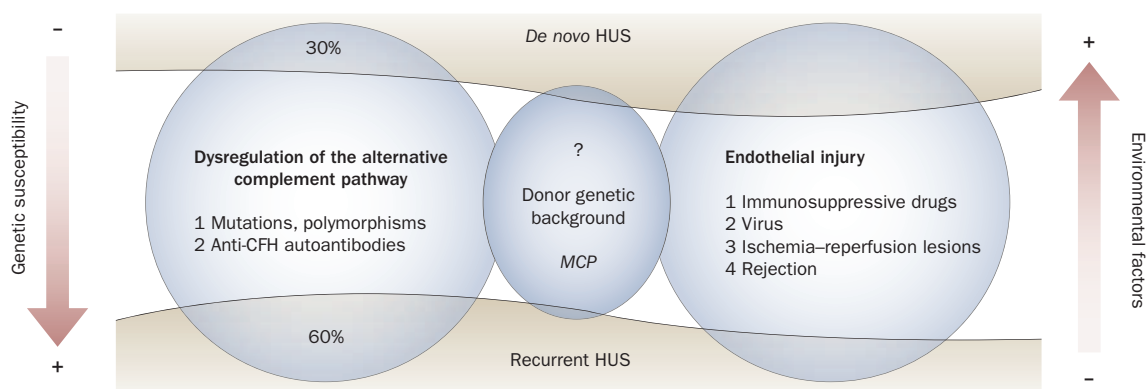 –
Genetic susceptibility
+
De novo HUS
30%
Dysregulation of the alternative
complement pathway
1 Mutations, polymorphisms
2 Anti-CFH autoantibodies
60%
?
Donor genetic
background
MCP
Endothelial injury
1 Immunosuppressive drugs
2 Virus
3 Ischemia–reperfusion lesions
4 Rejection
Recurrent HUS
+
Environmental factors
–